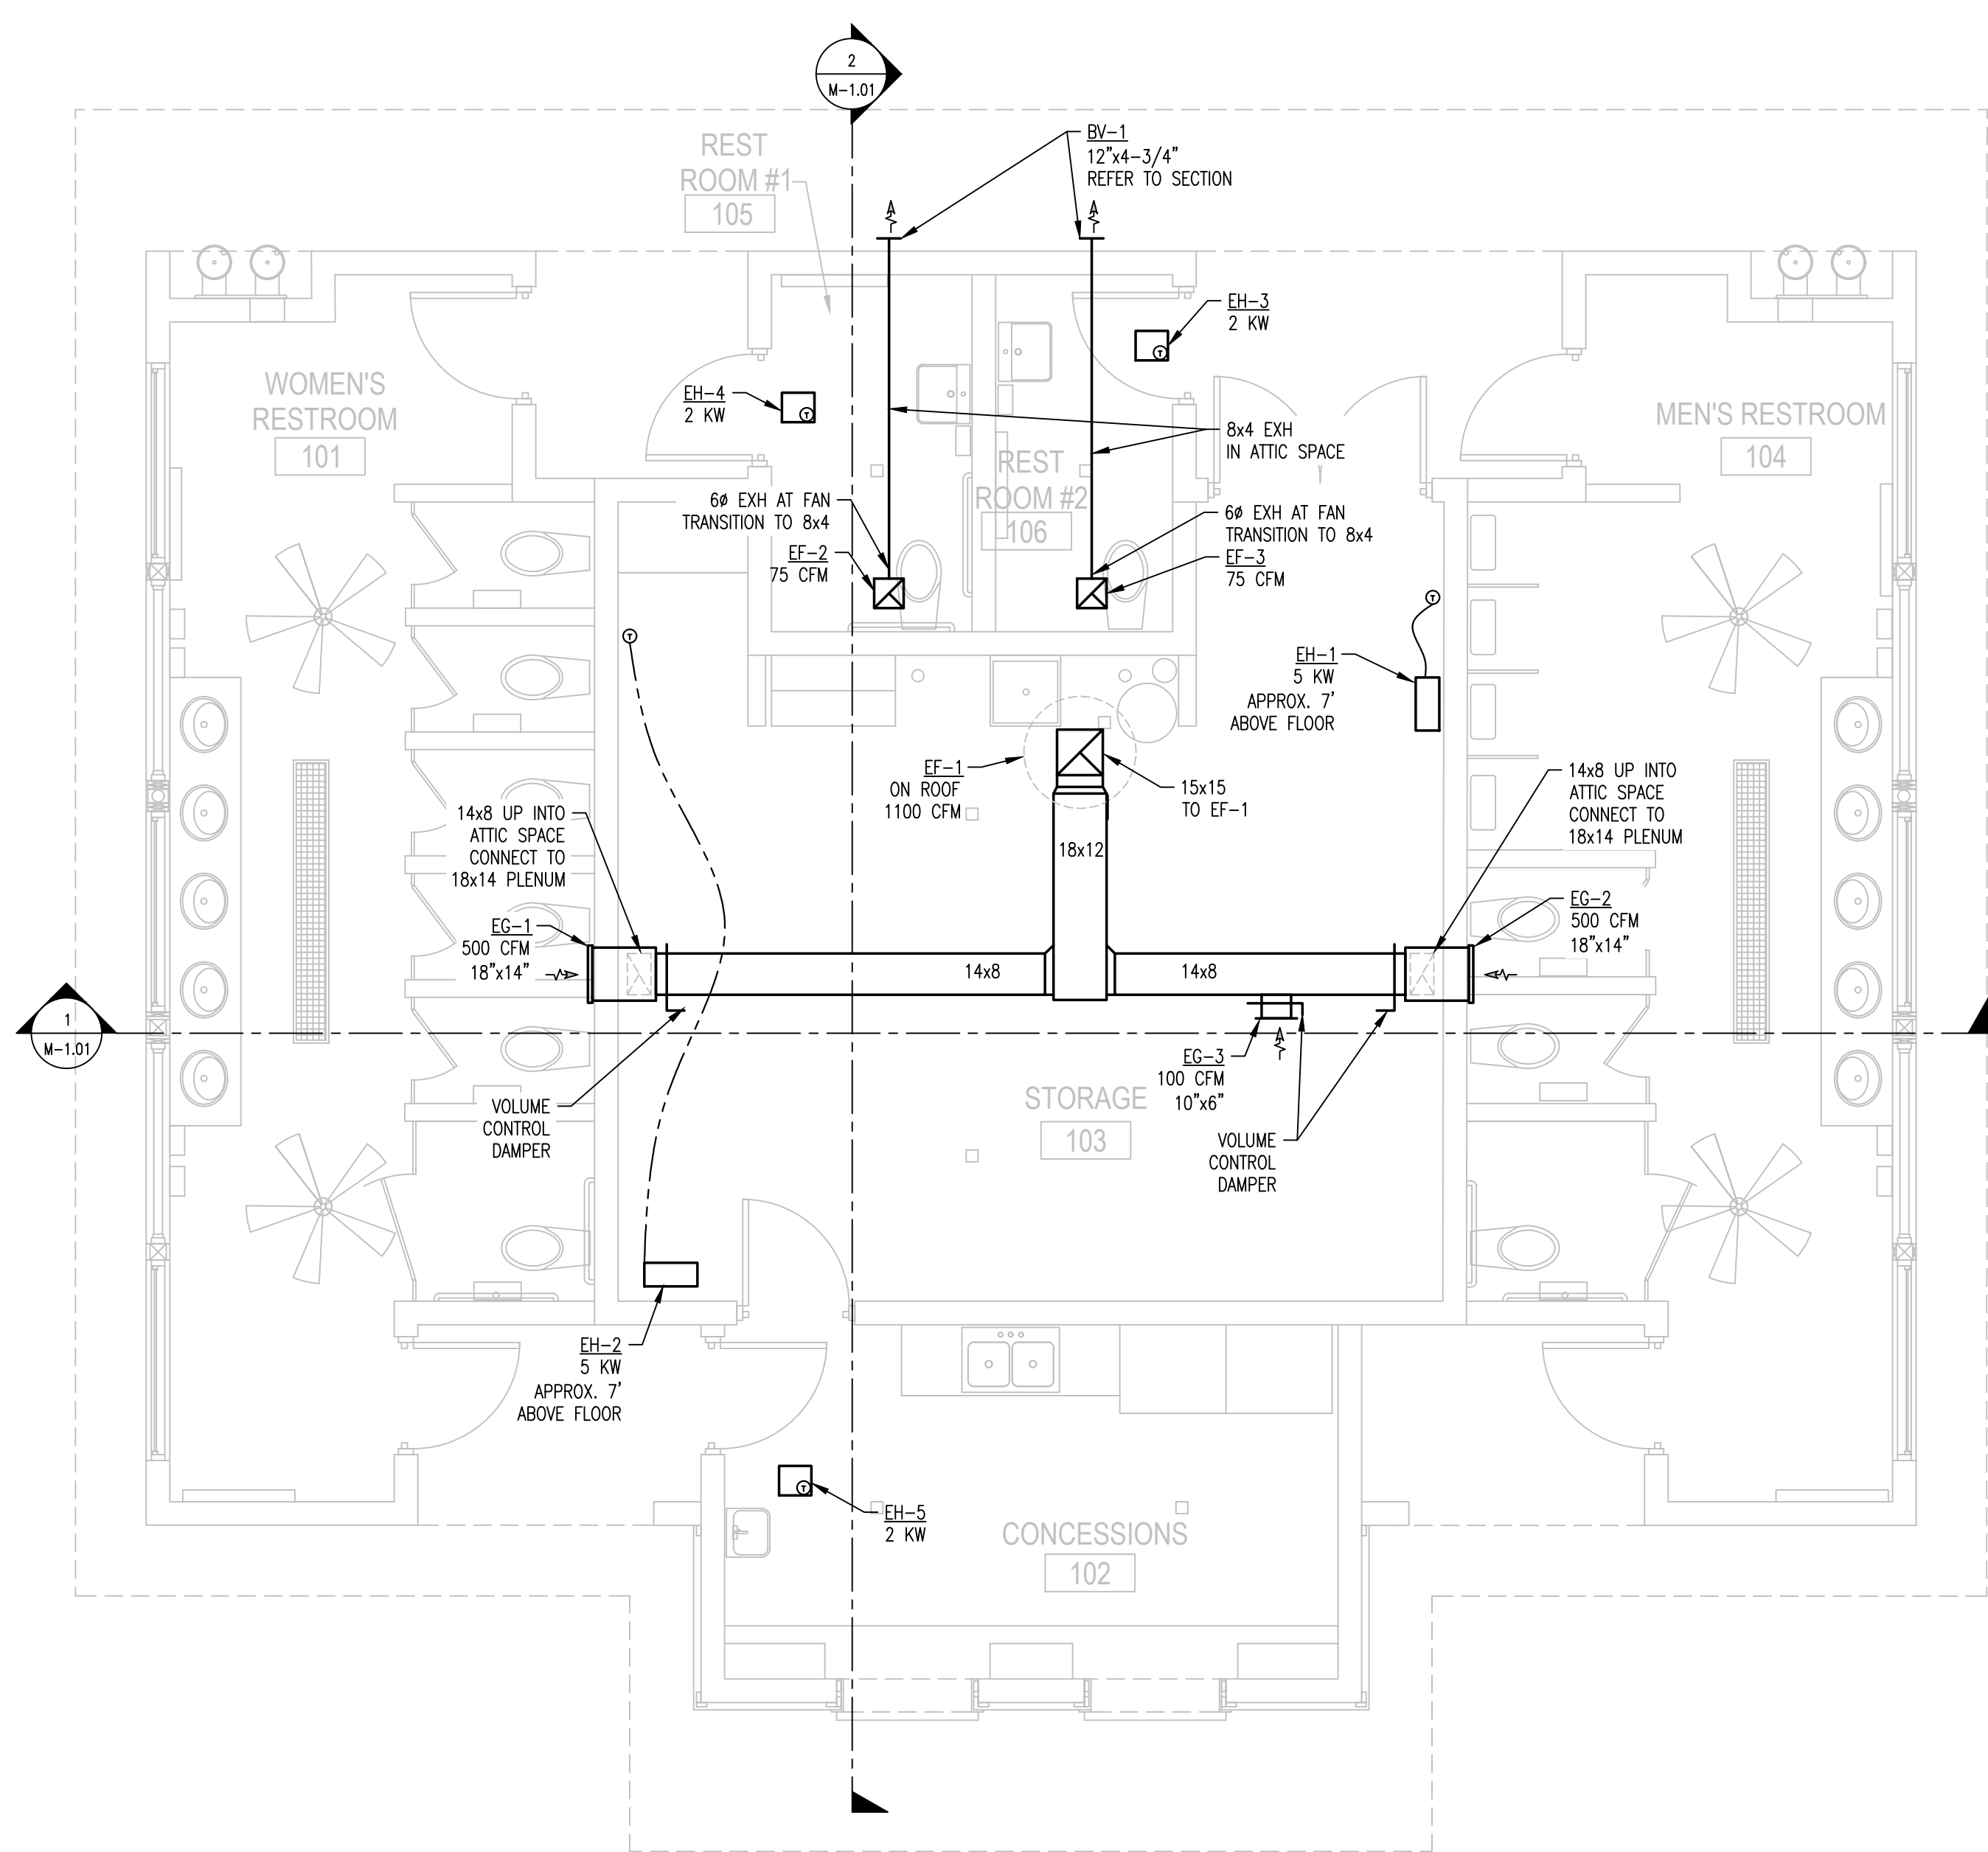 2
M-1.01
REST
ROOM #1
105
BV-1
12"x4-3/4"
REFER TO SECTION
EH-3
2 KW
WOMEN'S
RESTROOM
101
EH-4
2 KW
8x4 EXH
IN ATTIC SPACE
MEN'S RESTROOM
104
REST
ROOM #2
106
6ø EXH AT FAN
TRANSITION TO 8x4
EF-2
75 CFM
6ø EXH AT FAN
TRANSITION TO 8x4
EF-3
75 CFM
T
T
T
T
EH-1
5 KW
APPROX. 7'
ABOVE FLOOR
EF-1
ON ROOF
1100 CFM
15x15
TO EF-1
14x8 UP INTO
ATTIC SPACE
CONNECT TO
18x14 PLENUM
14x8 UP INTO
ATTIC SPACE
CONNECT TO
18x14 PLENUM
18x12
EG-1
500 CFM
18"x14"
EG-2
500 CFM
18"x14"
14x8
14x8
1
M-1.01
EG-3
100 CFM
10"x6"
STORAGE
103
VOLUME
CONTROL
DAMPER
VOLUME
CONTROL
DAMPER
EH-2
5 KW
APPROX. 7'
ABOVE FLOOR
T
EH-5
2 KW
CONCESSIONS
102